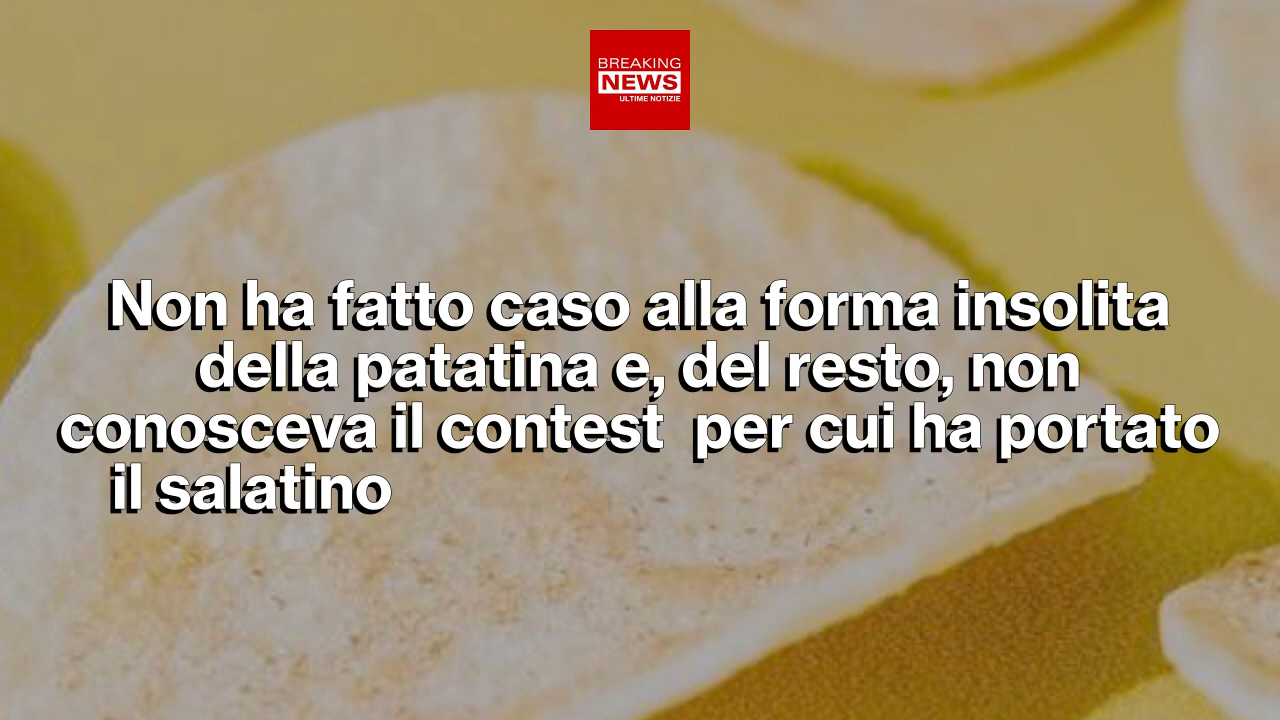 BREAKING
NEWS
ULTIME NOTIZIE
Non ha fatto caso alla forma insolita
della patatina e, del resto, non
conosceva il contest per cui ha portato
il salatino